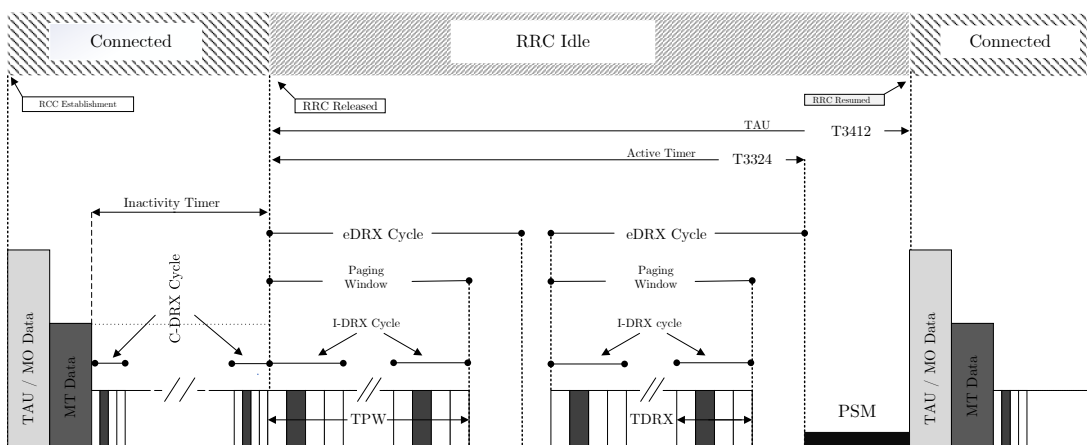 Connected
RRC Idle
Connected
RCC Establishment
RRC Released
RRC Resumed
TAU T3412
Active Timer T3324
Inactivity Timer
eDRX Cycle
eDRX Cycle
Paging
Window
Paging
Window
C-DRX Cycle
I-DRX Cycle
I-DRX cycle
TAU / MO Data
MT Data
TPW
TDRX
PSM
TAU / MO Data
MT Data